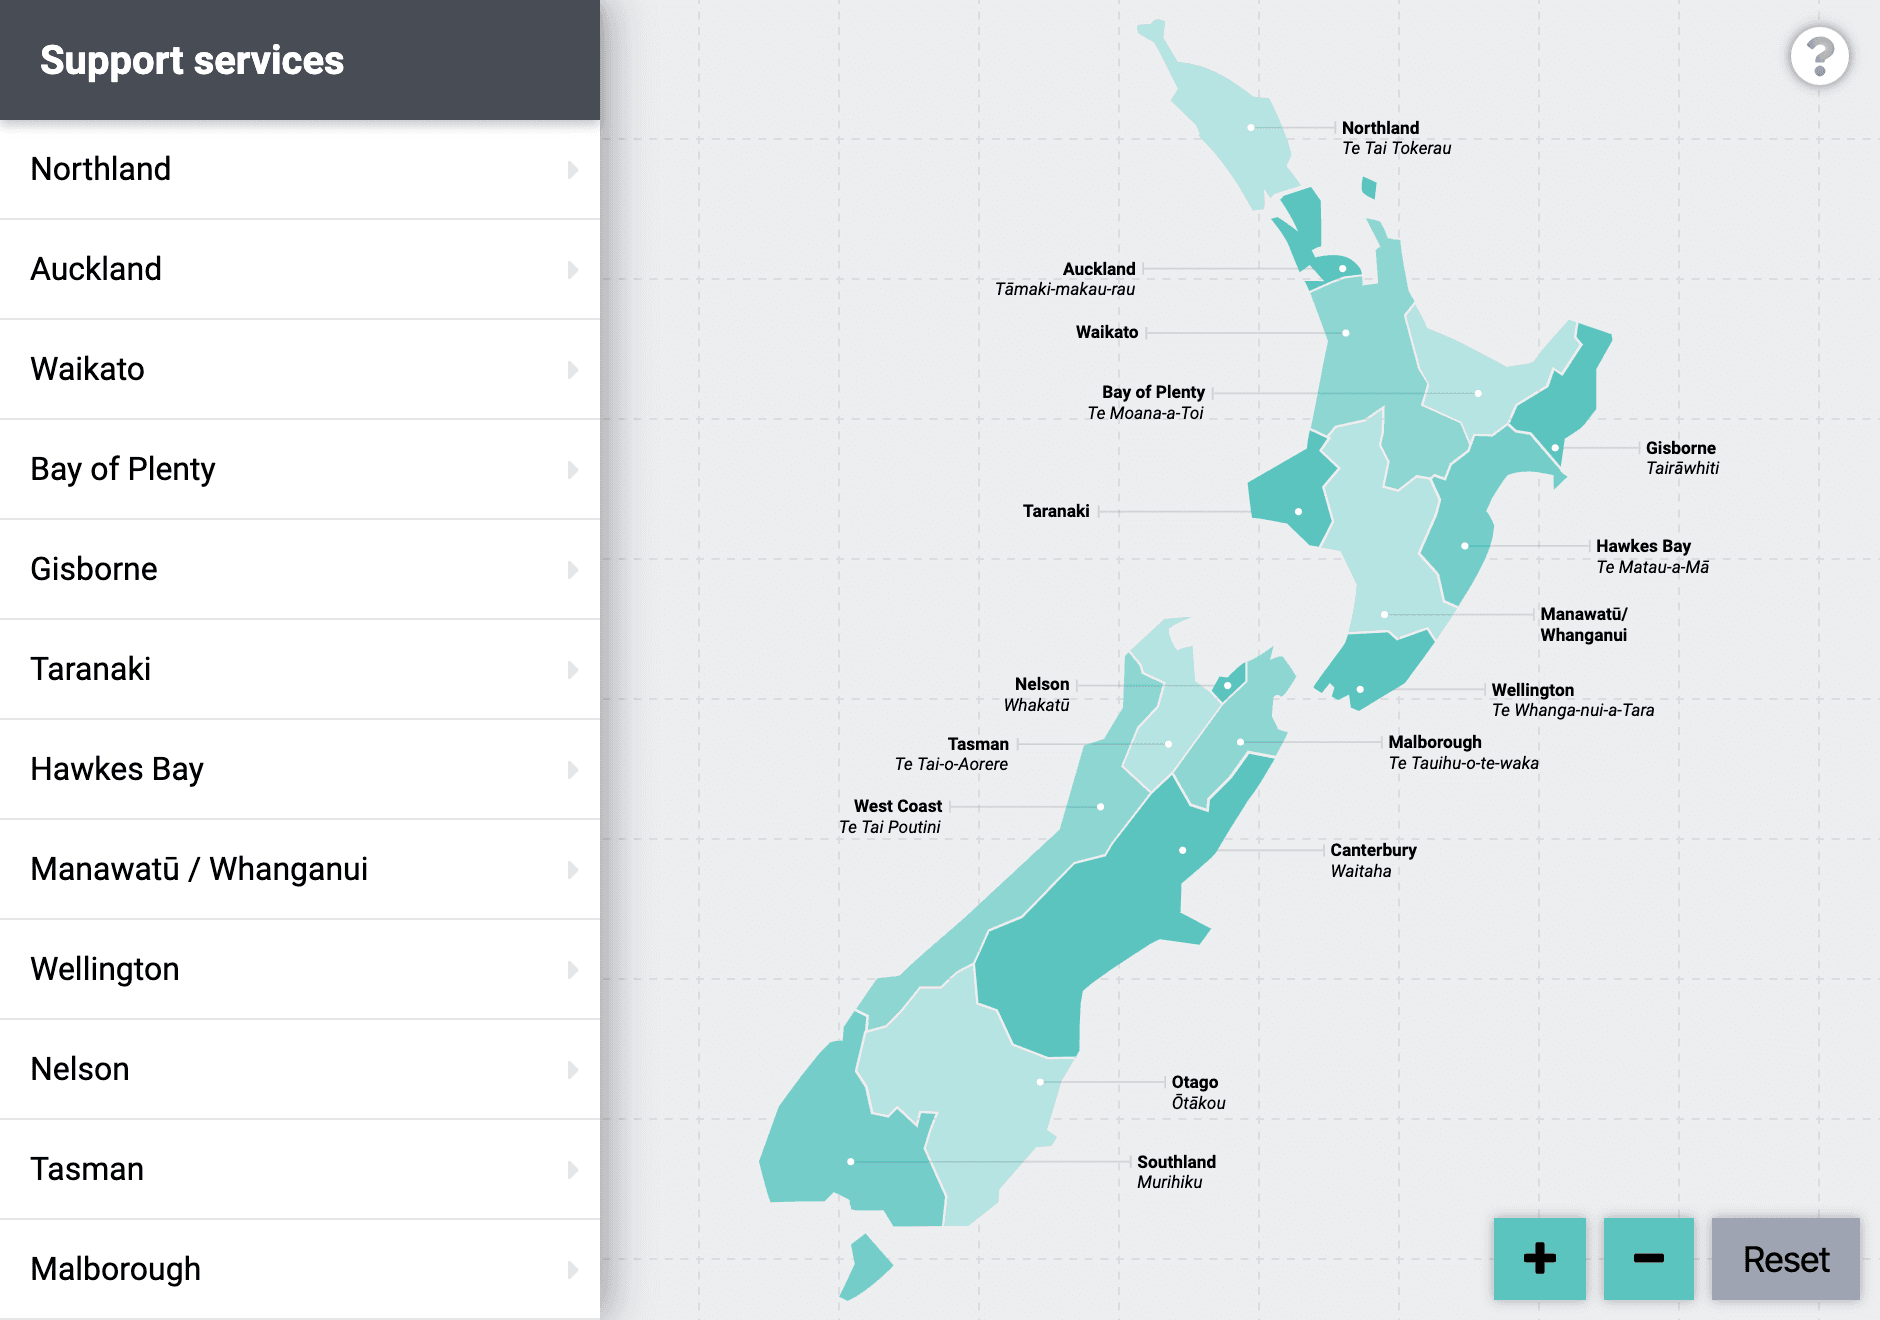 Support services
Northland
Auckland
Waikato
Bay of Plenty
Gisborne
Taranaki
Hawkes Bay
Manawatū / Whanganui
Wellington
Nelson
Tasman
Malborough
?
Northland
Te Tai Tokerau
Auckland
Tāmaki-makau-rau
Waikato
Bay of Plenty
Te Moana-a-Toi
Gisborne
Tairāwhiti
Taranaki
Hawkes Bay
Te Matau-a-Mā
Manawatū/
Whanganui
Nelson
Whakatū
Wellington
Te Whanga-nui-a-Tara
Tasman
Te Tai-o-Aorere
Malborough
Te Tauihu-o-te-waka
West Coast
Te Tai Poutini
Canterbury
Waitaha
Otago
Ōtākou
Southland
Murihiku
+
−
Reset